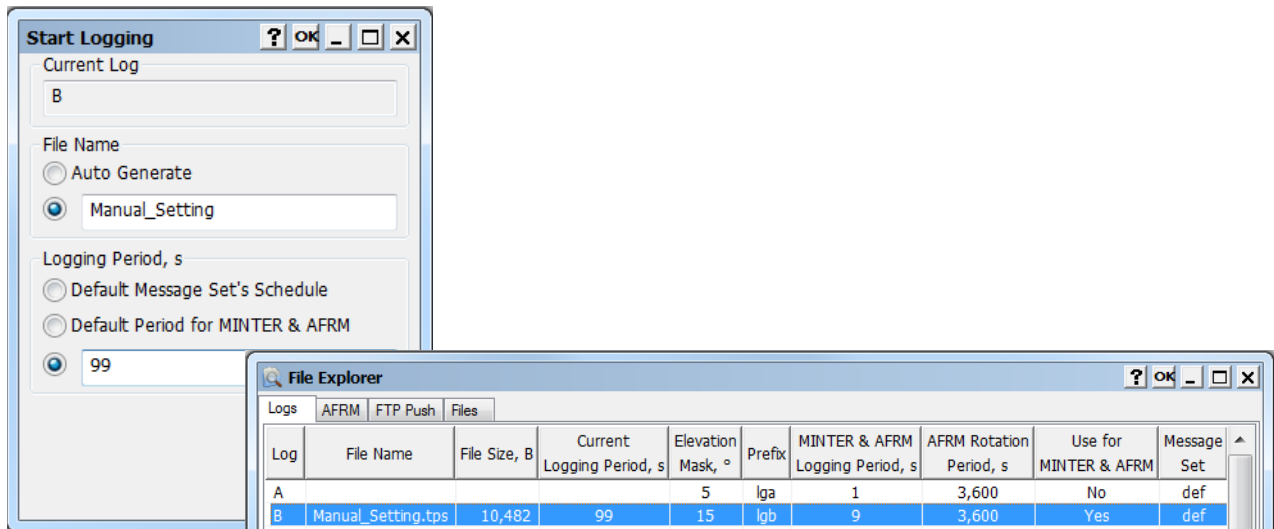 Start Logging ? OK
Current Log
B
File Name
Auto Generate
Manual_Setting
Logging Period, s
Default Message Set's Schedule
Default Period for MINTER & AFRM
99
File Explorer ? OK
Logs AFRM FTP Push Files
Log File Name File Size, B Current Logging Period, s Elevation Mask, ° Prefix MINTER & AFRM Logging Period, s AFRM Rotation Period, s Use for MINTER & AFRM Message Set
A 5 lga 1 3,600 No def
B Manual_Setting.tps 10,482 99 15 lgb 9 3,600 Yes def